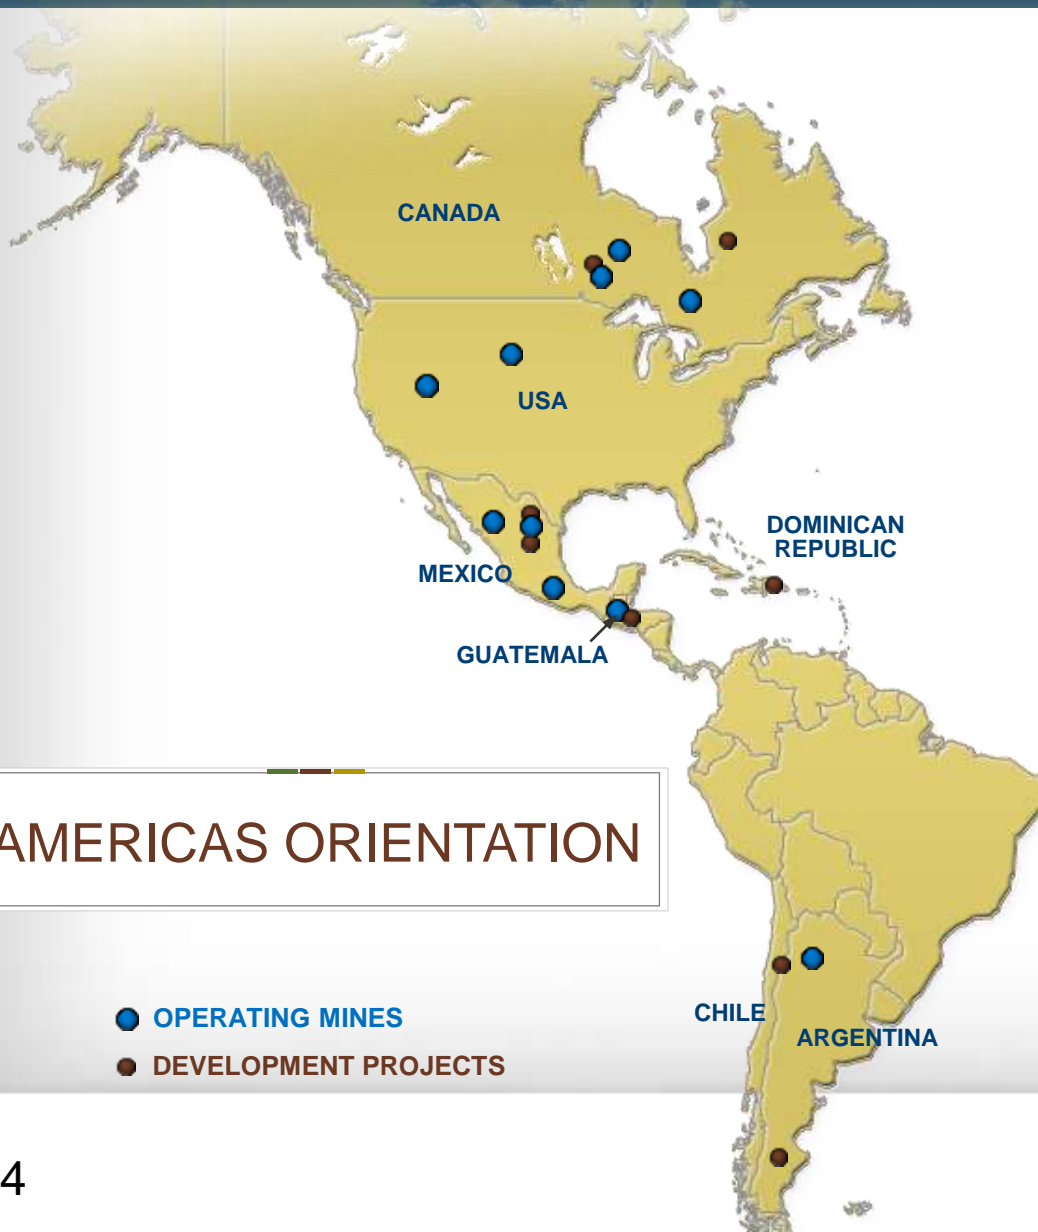 CANADA
USA
DOMINICAN
REPUBLIC
MEXICO
GUATEMALA
AMERICAS ORIENTATION
CHILE
ARGENTINA
OPERATING MINES
DEVELOPMENT PROJECTS
4